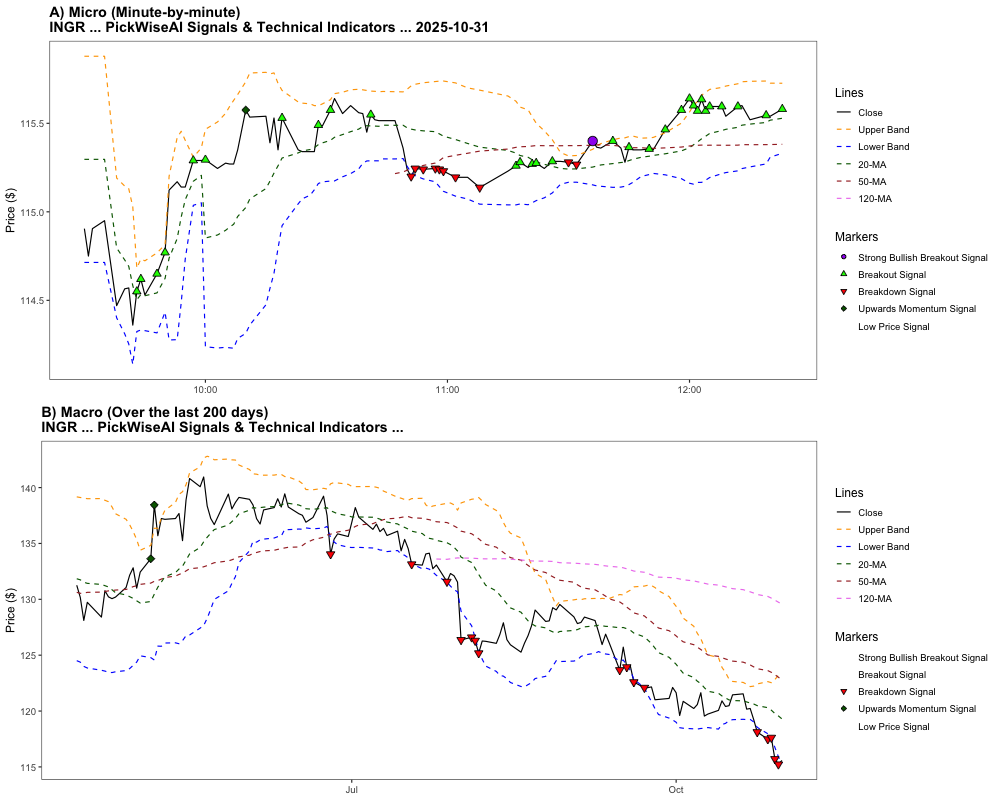 A) Micro (Minute-by-minute)
INGR ... PickWiseAI Signals & Technical Indicators ... 2025-10-31
Price ($)
115.5
115.0
114.5
10:00
11:00
12:00
Lines
Close
Upper Band
Lower Band
20-MA
50-MA
120-MA
Markers
Strong Bullish Breakout Signal
Breakout Signal
Breakdown Signal
Upwards Momentum Signal
Low Price Signal
B) Macro (Over the last 200 days)
INGR ... PickWiseAI Signals & Technical Indicators ...
Price ($)
140
135
130
125
120
115
Jul
Oct
Lines
Close
Upper Band
Lower Band
20-MA
50-MA
120-MA
Markers
Strong Bullish Breakout Signal
Breakout Signal
Breakdown Signal
Upwards Momentum Signal
Low Price Signal